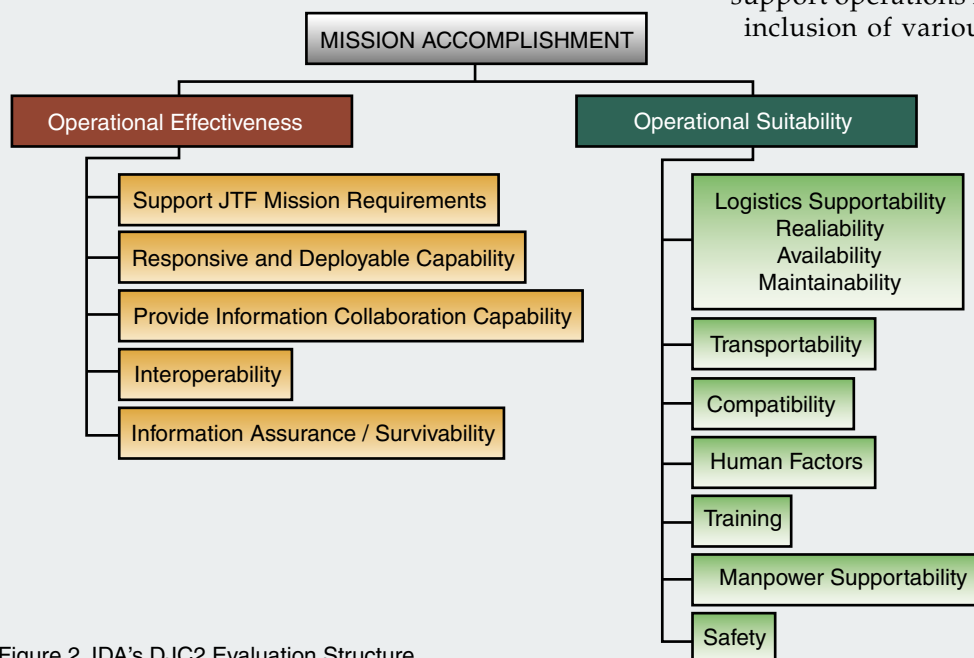 support operations
inclusion of various
MISSION ACCOMPLISHMENT
Operational Effectiveness
Support JTF Mission Requirements
Responsive and Deployable Capability
Provide Information Collaboration Capability
Interoperability
Information Assurance / Survivability
Operational Suitability
Logistics Supportability
Realiability
Availability
Maintainability
Transportability
Compatibility
Human Factors
Training
Manpower Supportability
Safety
Figure 2. IDA's DJC2 Evaluation Structure